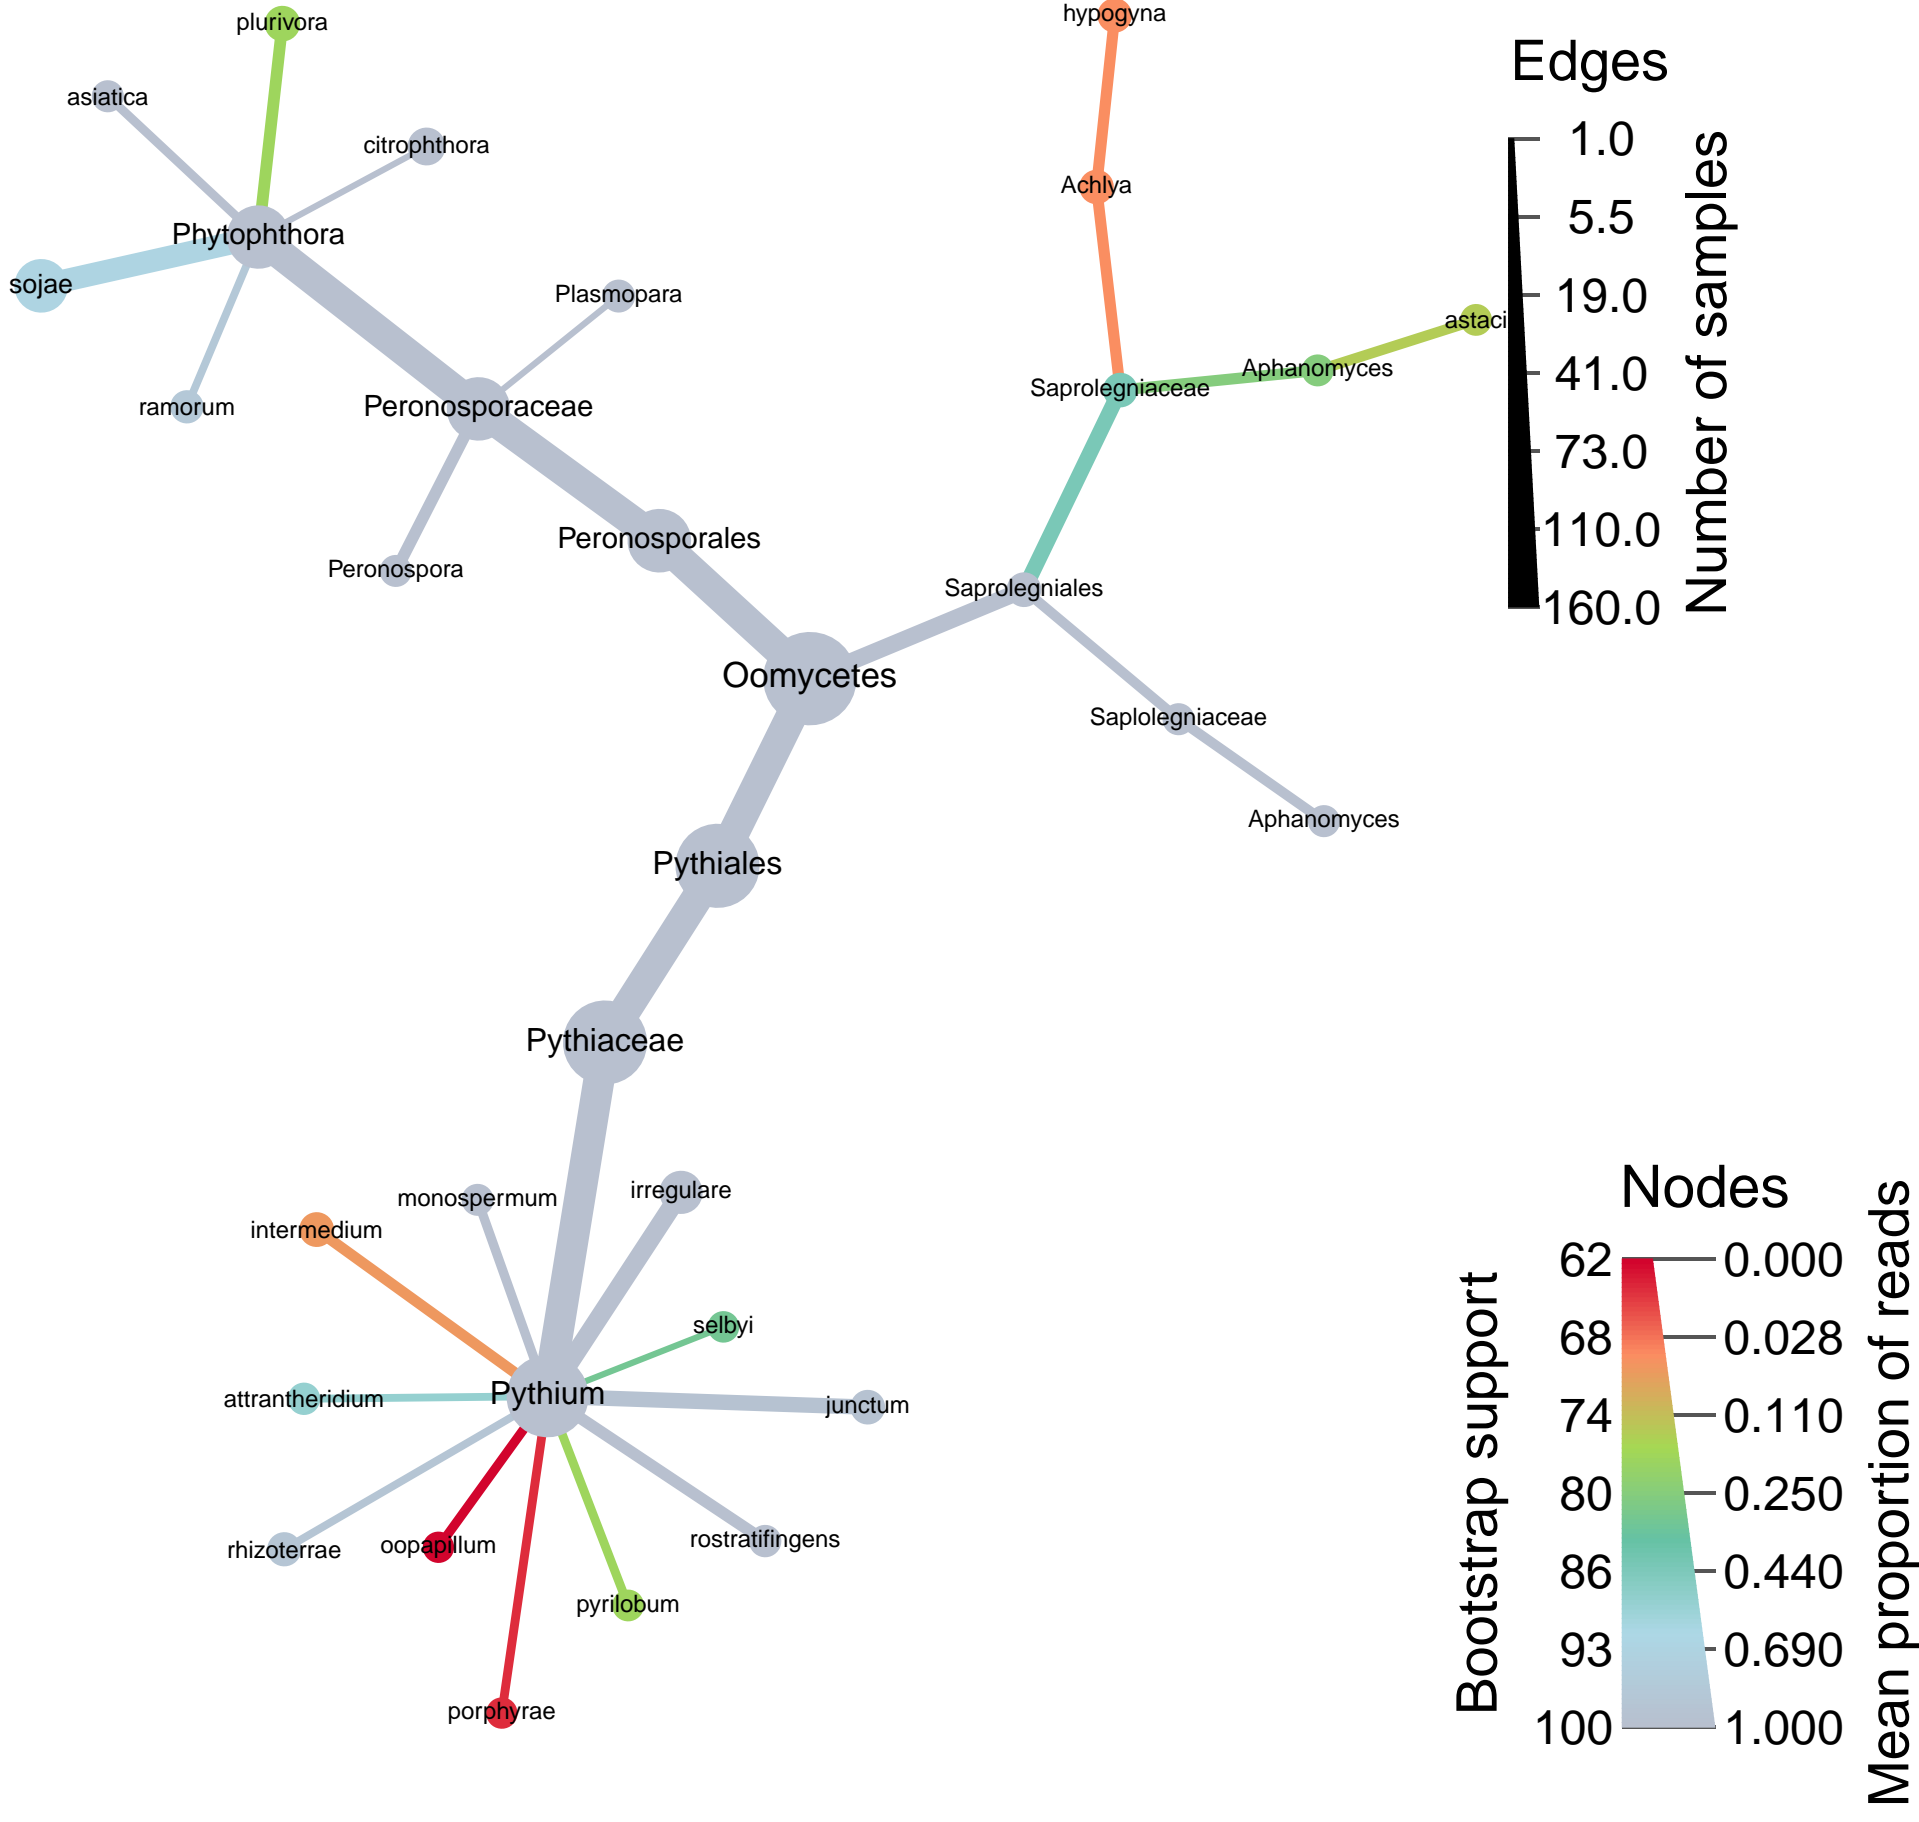 plurivora
hypogyna
asiatica
citrophthora
Achlya
Phytophthora
sojae
Plasmopara
astaci
Aphanomyces
Saprolegniaceae
ramorum
Peronosporaceae
Peronosporales
Peronospora
Saprolegniales
Oomycetes
Saplolegniaceae
Aphanomyces
Pythiales
Pythiaceae
monospermum
irregulare
intermedium
selbyi
attrantheridium
Pythium
junctum
rhizoterrae
oopapillum
rostratifingens
pyrilobum
porphyrae
Edges
1.0
5.5
19.0
41.0
73.0
110.0
160.0
Number of samples
Nodes
62 0.000
68 0.028
74 0.110
80 0.250
86 0.440
93 0.690
100 1.000
Bootstrap support
Mean proportion of reads